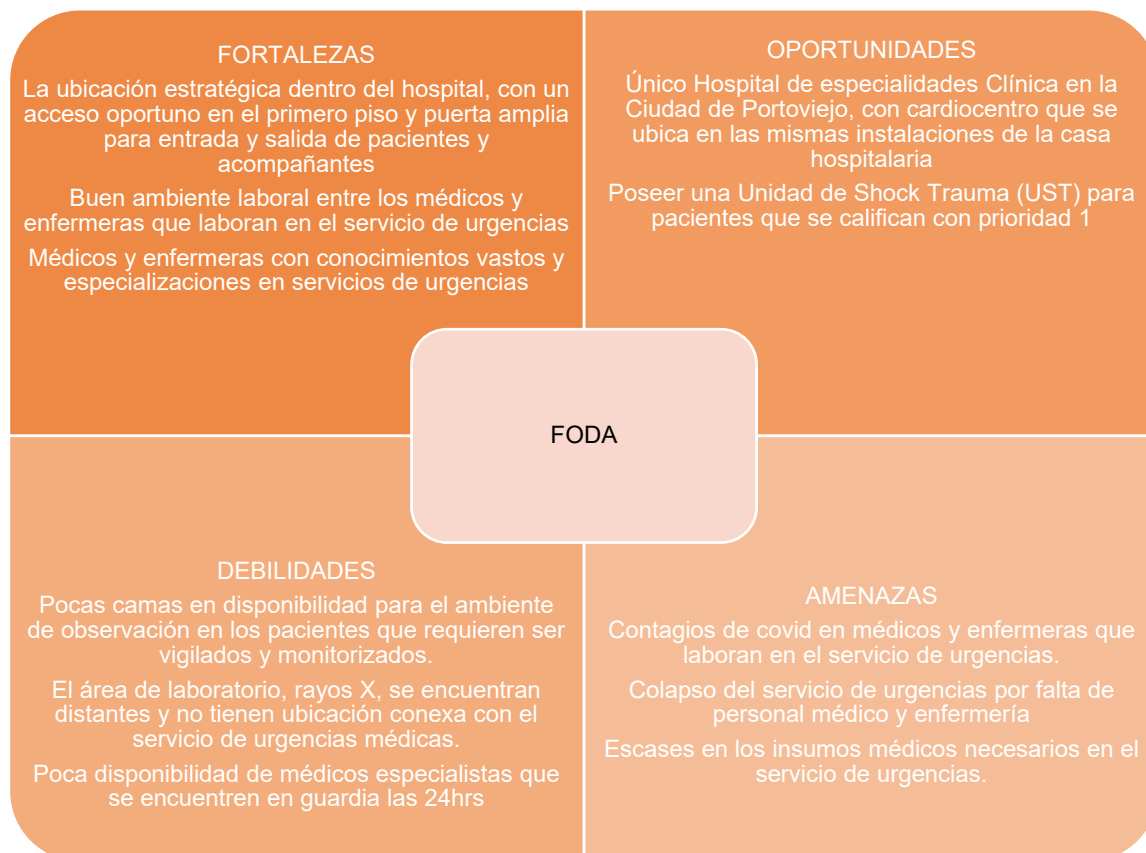 FORTALEZAS
La ubicación estratégica dentro del hospital, con un
acceso oportuno en el primero piso y puerta amplia
para entrada y salida de pacientes y
acompañantes
Buen ambiente laboral entre los médicos y
enfermeras que laboran en el servicio de urgencias
Médicos y enfermeras con conocimientos vastos y
especializaciones en servicios de urgencias
OPORTUNIDADES
Único Hospital de especialidades Clínica en la
Ciudad de Portoviejo, con cardiocentro que se
ubica en las mismas instalaciones de la casa
hospitalaria
Poseer una Unidad de Shock Trauma (UST) para
pacientes que se califican con prioridad 1
FODA
DEBILIDADES
Pocas camas en disponibilidad para el ambiente
de observación en los pacientes que requieren ser
vigilados y monitorizados.
El área de laboratorio, rayos X, se encuentran
distantes y no tienen ubicación conexa con el
servicio de urgencias médicas.
Poca disponibilidad de médicos especialistas que
se encuentren en guardia las 24hrs
AMENAZAS
Contagios de covid en médicos y enfermeras que
laboran en el servicio de urgencias.
Colapso del servicio de urgencias por falta de
personal médico y enfermería
Escases en los insumos médicos necesarios en el
servicio de urgencias.